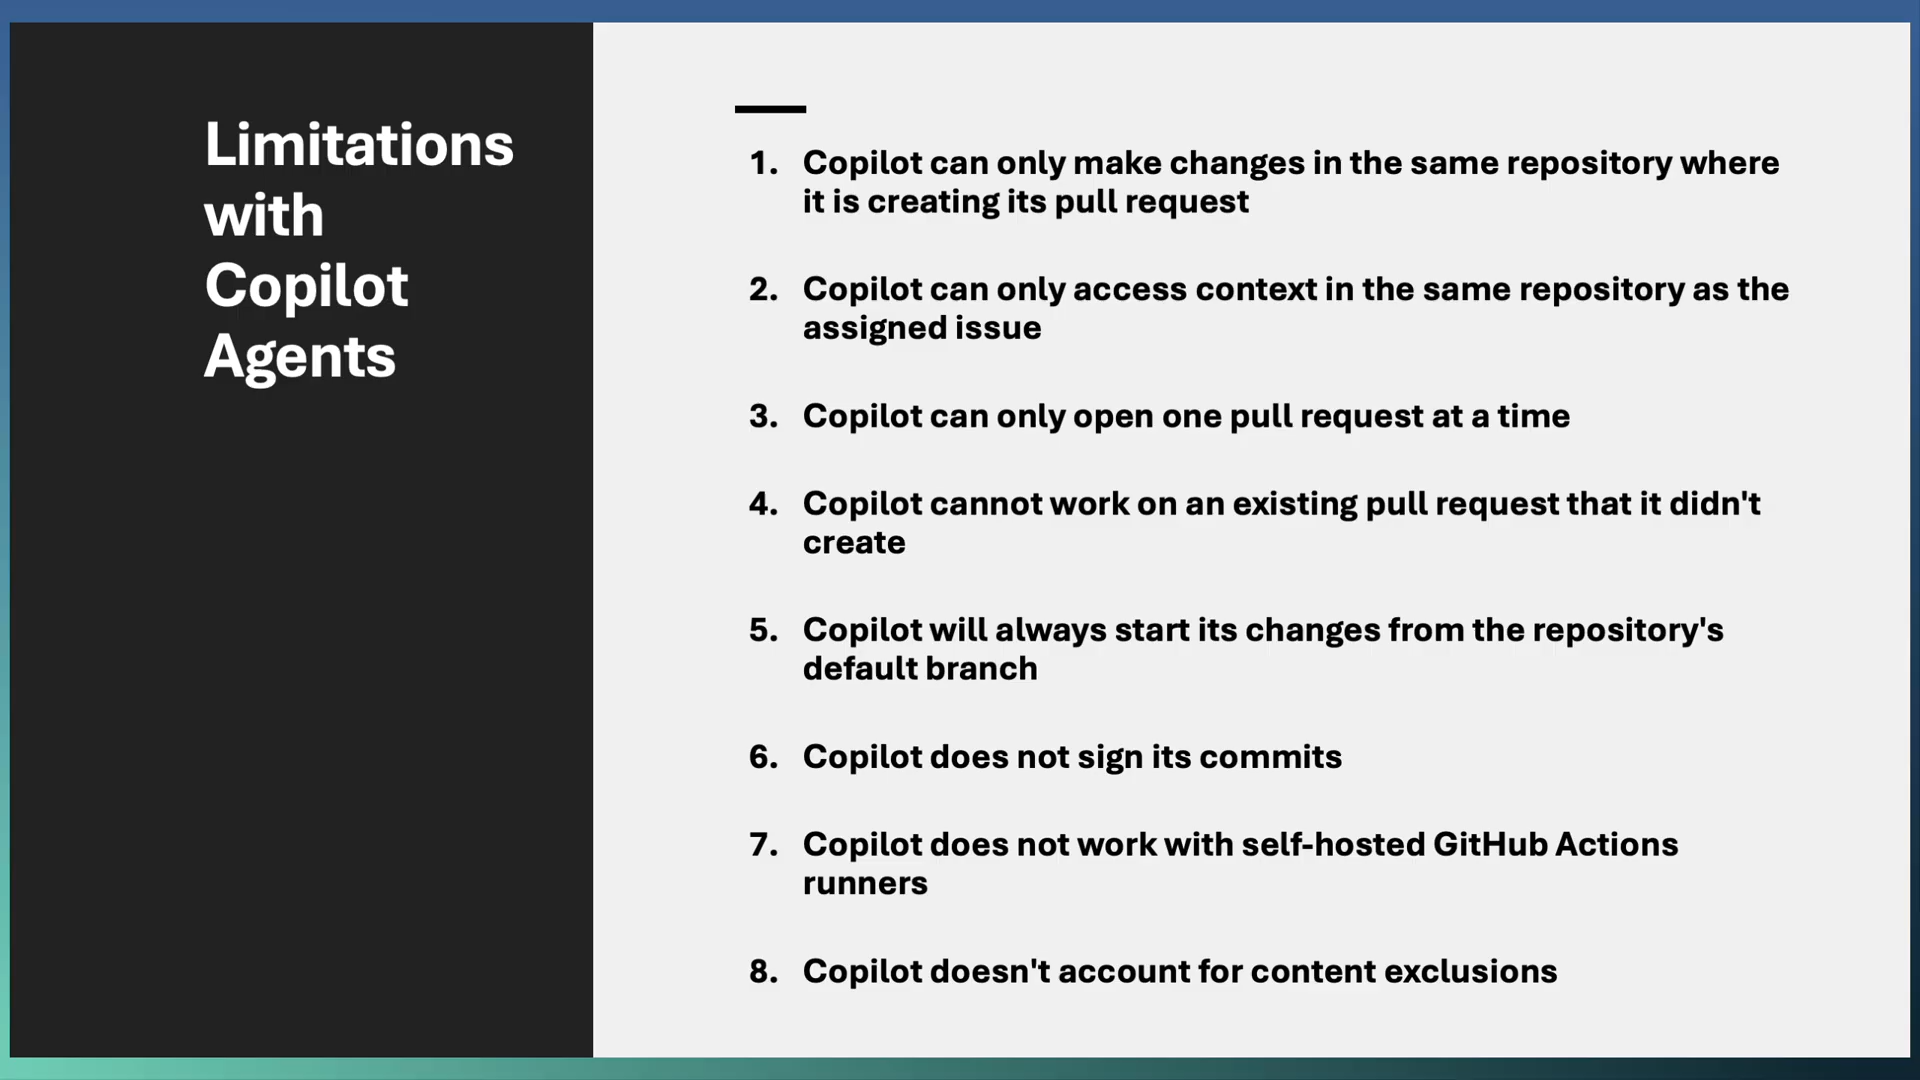 Limitations
with
Copilot
Agents
1. Copilot can only make changes in the same repository where
it is creating its pull request
2. Copilot can only access context in the same repository as the
assigned issue
3. Copilot can only open one pull request at a time
4. Copilot cannot work on an existing pull request that it didn't
create
5. Copilot will always start its changes from the repository's
default branch
6. Copilot does not sign its commits
7. Copilot does not work with self-hosted GitHub Actions
runners
8. Copilot doesn't account for content exclusions